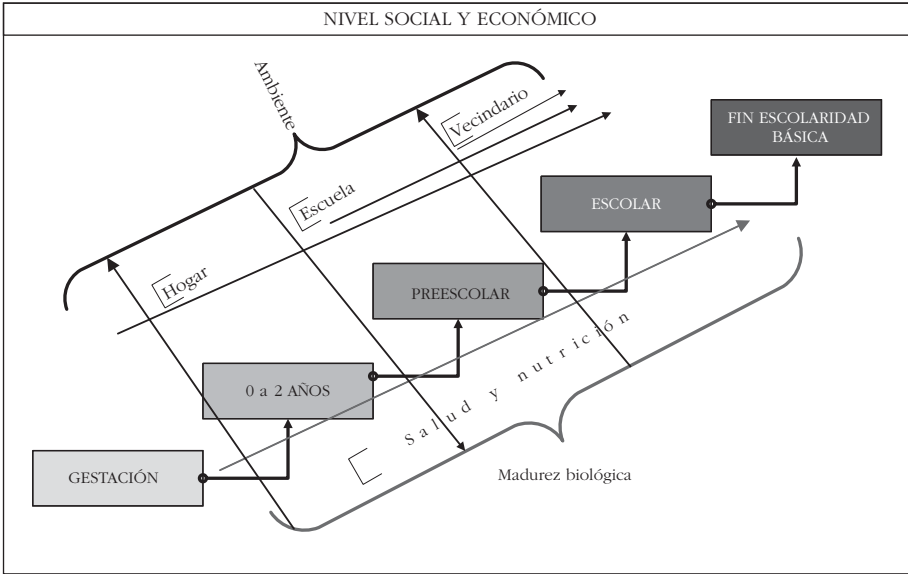 NIVEL SOCIAL Y ECONÓMICO
Ambiente
Vecindario
FIN ESCOLARIDAD
BÁSICA
Escuela
ESCOLAR
Hogar
PREESCOLAR
0 a 2 AÑOS
Salud y nutrición
GESTACIÓN
Madurez biológica